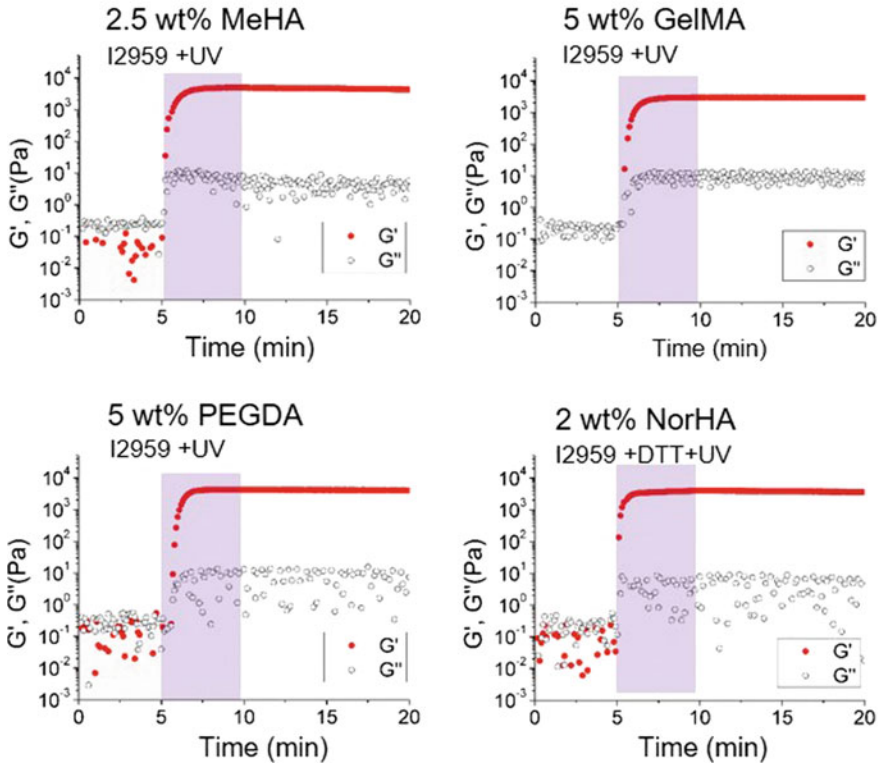 2.5 wt% MeHA
I2959 +UV
G', G"(Pa)
10⁴
10³
10²
10¹
10⁰
10⁻¹
10⁻²
10⁻³
G'
G"
0 5 10 15 20
Time (min)
5 wt% GelMA
I2959 +UV
G', G"(Pa)
10⁴
10³
10²
10¹
10⁰
10⁻¹
10⁻²
10⁻³
G'
G"
0 5 10 15 20
Time (min)
5 wt% PEGDA
I2959 +UV
G', G"(Pa)
10⁴
10³
10²
10¹
10⁰
10⁻¹
10⁻²
10⁻³
G'
G"
0 5 10 15 20
Time (min)
2 wt% NorHA
I2959 +DTT+UV
G', G"(Pa)
10⁴
10³
10²
10¹
10⁰
10⁻¹
10⁻²
10⁻³
G'
G"
0 5 10 15 20
Time (min)